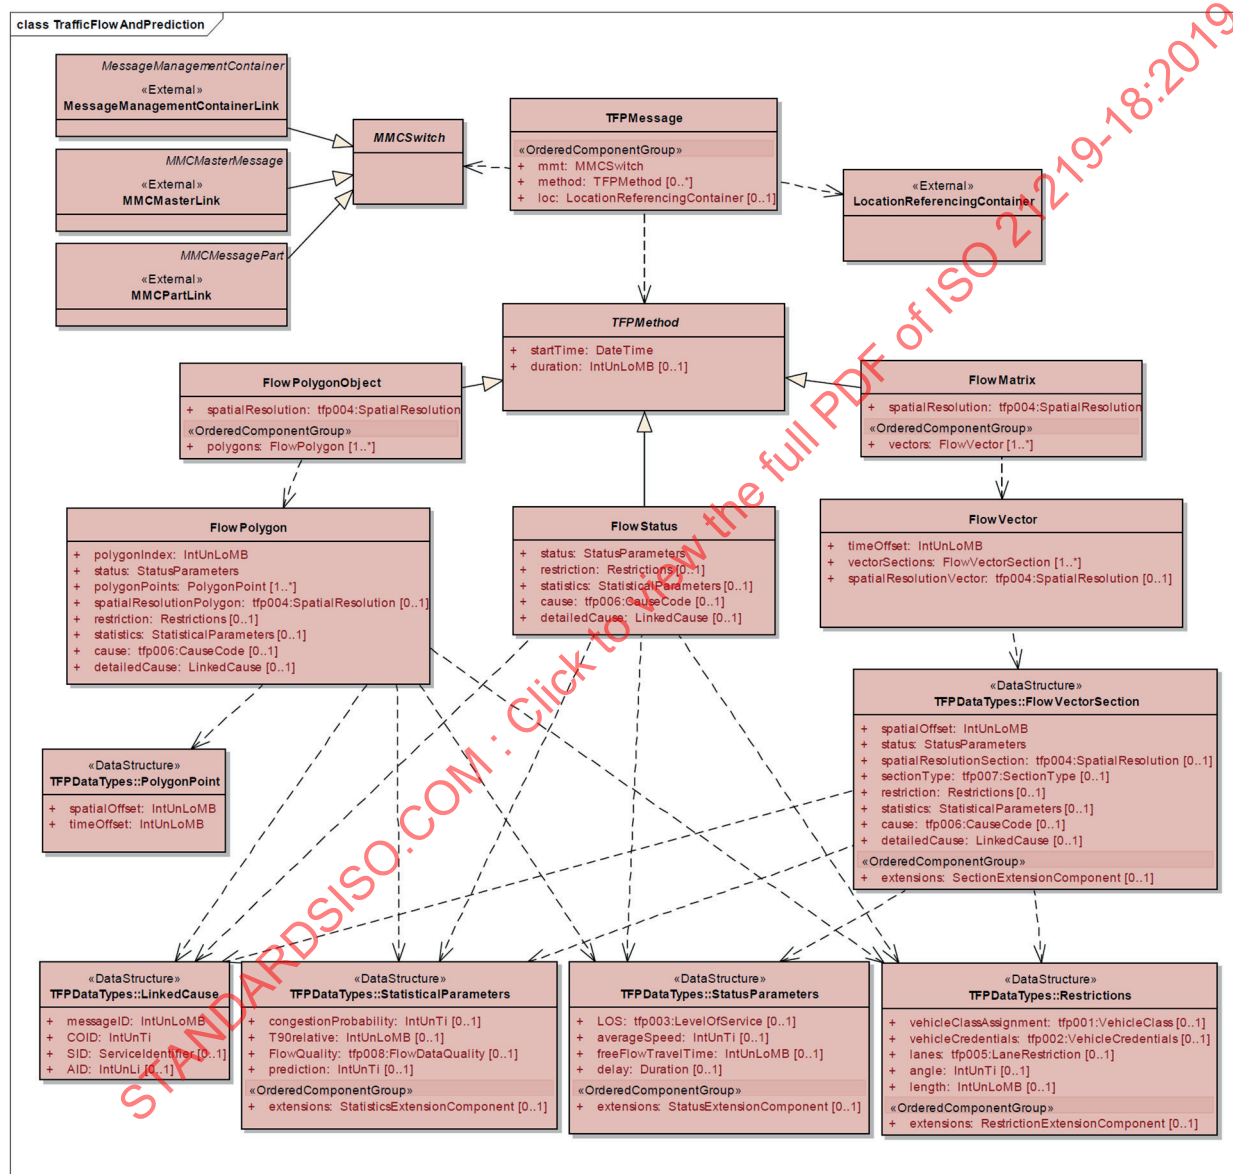 class TrafficFlowAndPrediction
MessageManagementContainer
«External»
MessageManagementContainerLink
MMCMasterMessage
«External»
MMCMasterLink
MMCMessagePart
«External»
MMCPartLink
MMCSwitch
TFPMessage
«OrderedComponentGroup»
+ mmt: MMCSwitch
+ method: TFPMethod [0..*]
+ loc: LocationReferencingContainer [0..1]
«External»
LocationReferencingContainer
TFPMethod
+ startTime: DateTime
+ duration: IntUnLoMB [0..1]
FlowPolygonObject
+ spatialResolution: tfp004:SpatialResolution
«OrderedComponentGroup»
+ polygons: FlowPolygon [1..*]
FlowMatrix
+ spatialResolution: tfp004:SpatialResolution
«OrderedComponentGroup»
+ vectors: FlowVector [1..*]
FlowPolygon
+ polygonIndex: IntUnLoMB
+ status: StatusParameters
+ polygonPoints: PolygonPoint [1..*]
+ spatialResolutionPolygon: tfp004:SpatialResolution [0..1]
+ restriction: Restrictions [0..1]
+ statistics: StatisticalParameters [0..1]
+ cause: tfp006:CauseCode [0..1]
+ detailedCause: LinkedCause [0..1]
FlowStatus
+ status: StatusParameters
+ restriction: Restrictions [0..1]
+ statistics: StatisticalParameters [0..1]
+ cause: tfp006:CauseCode [0..1]
+ detailedCause: LinkedCause [0..1]
FlowVector
+ timeOffset: IntUnLoMB
+ vectorSections: FlowVectorSection [1..*]
+ spatialResolutionVector: tfp004:SpatialResolution [0..1]
«DataStructure»
TFPDataTypes::FlowVectorSection
+ spatialOffset: IntUnLoMB
+ status: StatusParameters
+ spatialResolutionSection: tfp004:SpatialResolution [0..1]
+ sectionType: tfp007:SectionType [0..1]
+ restriction: Restrictions [0..1]
+ statistics: StatisticalParameters [0..1]
+ cause: tfp006:CauseCode [0..1]
+ detailedCause: LinkedCause [0..1]
«OrderedComponentGroup»
+ extensions: SectionExtensionComponent [0..1]
«DataStructure»
TFPDataTypes::PolygonPoint
+ spatialOffset: IntUnLoMB
+ timeOffset: IntUnLoMB
«DataStructure»
TFPDataTypes::LinkedCause
+ messageID: IntUnLoMB
+ COID: IntUnTi
+ SID: ServiceIdentifier [0..1]
+ AID: IntUnLi [0..1]
«DataStructure»
TFPDataTypes::StatisticalParameters
+ congestionProbability: IntUnTi [0..1]
+ T90relative: IntUnLoMB [0..1]
+ FlowQuality: tfp008:FlowDataQuality [0..1]
+ prediction: IntUnTi [0..1]
«OrderedComponentGroup»
+ extensions: StatisticsExtensionComponent [0..1]
«DataStructure»
TFPDataTypes::StatusParameters
+ LOS: tfp003:LevelOfService [0..1]
+ averageSpeed: IntUnTi [0..1]
+ freeFlowTravelTime: IntUnLoMB [0..1]
+ delay: Duration [0..1]
«OrderedComponentGroup»
+ extensions: StatusExtensionComponent [0..1]
«DataStructure»
TFPDataTypes::Restrictions
+ vehicleClassAssignment: tfp001:VehicleClass [0..1]
+ vehicleCredentials: tfp002:VehicleCredentials [0..1]
+ lanes: tfp005:LaneRestriction [0..1]
+ angle: IntUnTi [0..1]
+ length: IntUnLoMB [0..1]
«OrderedComponentGroup»
+ extensions: RestrictionExtensionComponent [0..1]
STANDARDSISO.COM : Click to view the full PDF of ISO 21219-18:2019